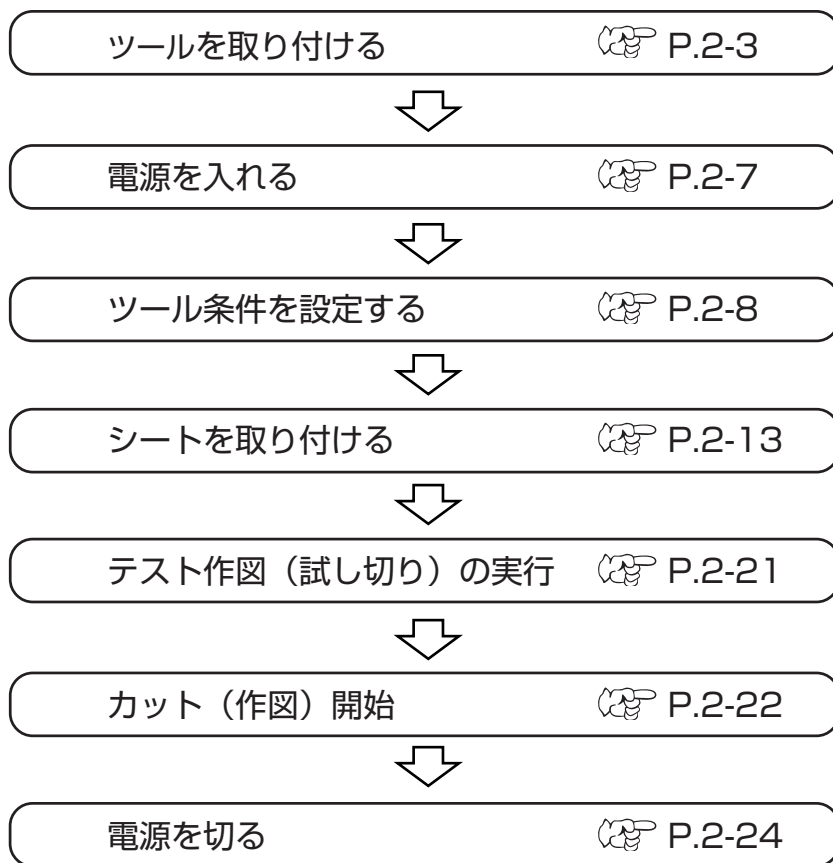 ツールを取り付ける P.2-3
電源を入れる P.2-7
ツール条件を設定する P.2-8
シートを取り付ける P.2-13
テスト作図（試し切り）の実行 P.2-21
カット（作図）開始 P.2-22
電源を切る P.2-24